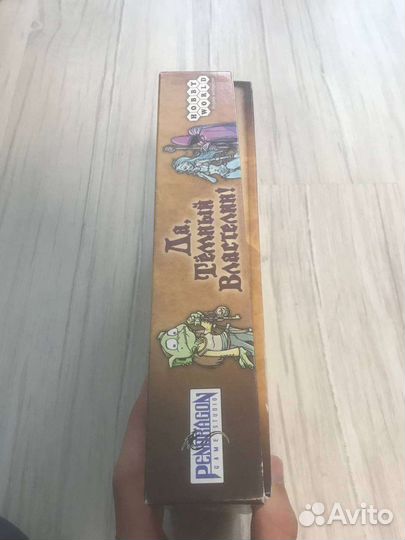 HOBBY
WORLD
Да,
Тёмный
Властелин!
PENDRAGON
GAME STUDIO
Avito